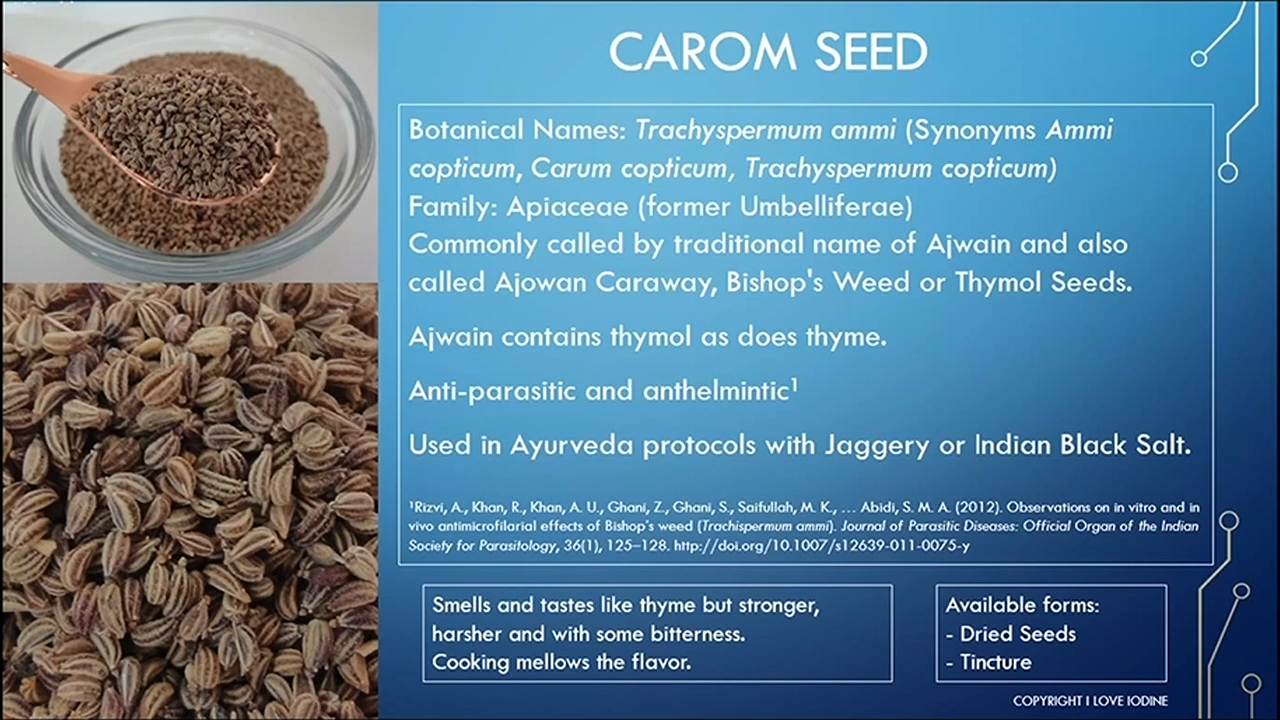 CAROM SEED
Botanical Names: Trachyspermum ammi (Synonyms Ammi
copticum, Carum copticum, Trachyspermum copticum)
Family: Apiaceae (former Umbelliferae)
Commonly called by traditional name of Ajwain and also
called Ajowan Caraway, Bishop's Weed or Thymol Seeds.
Ajwain contains thymol as does thyme.
Anti-parasitic and anthelmintic¹
Used in Ayurveda protocols with Jaggery or Indian Black Salt.
¹Rizvi, A., Khan, R., Khan, A. U., Ghani, Z., Ghani, S., Saifullah, M. K., … Abidi, S. M. A. (2012). Observations on in vitro and in
vivo antimicrofilarial effects of Bishop's weed (Trachispermum ammi). Journal of Parasitic Diseases: Official Organ of the Indian
Society for Parasitology, 36(1), 125–128. http://doi.org/10.1007/s12639-011-0075-y
Smells and tastes like thyme but stronger,
harsher and with some bitterness.
Cooking mellows the flavor.
Available forms:
- Dried Seeds
- Tincture
COPYRIGHT I LOVE IODINE